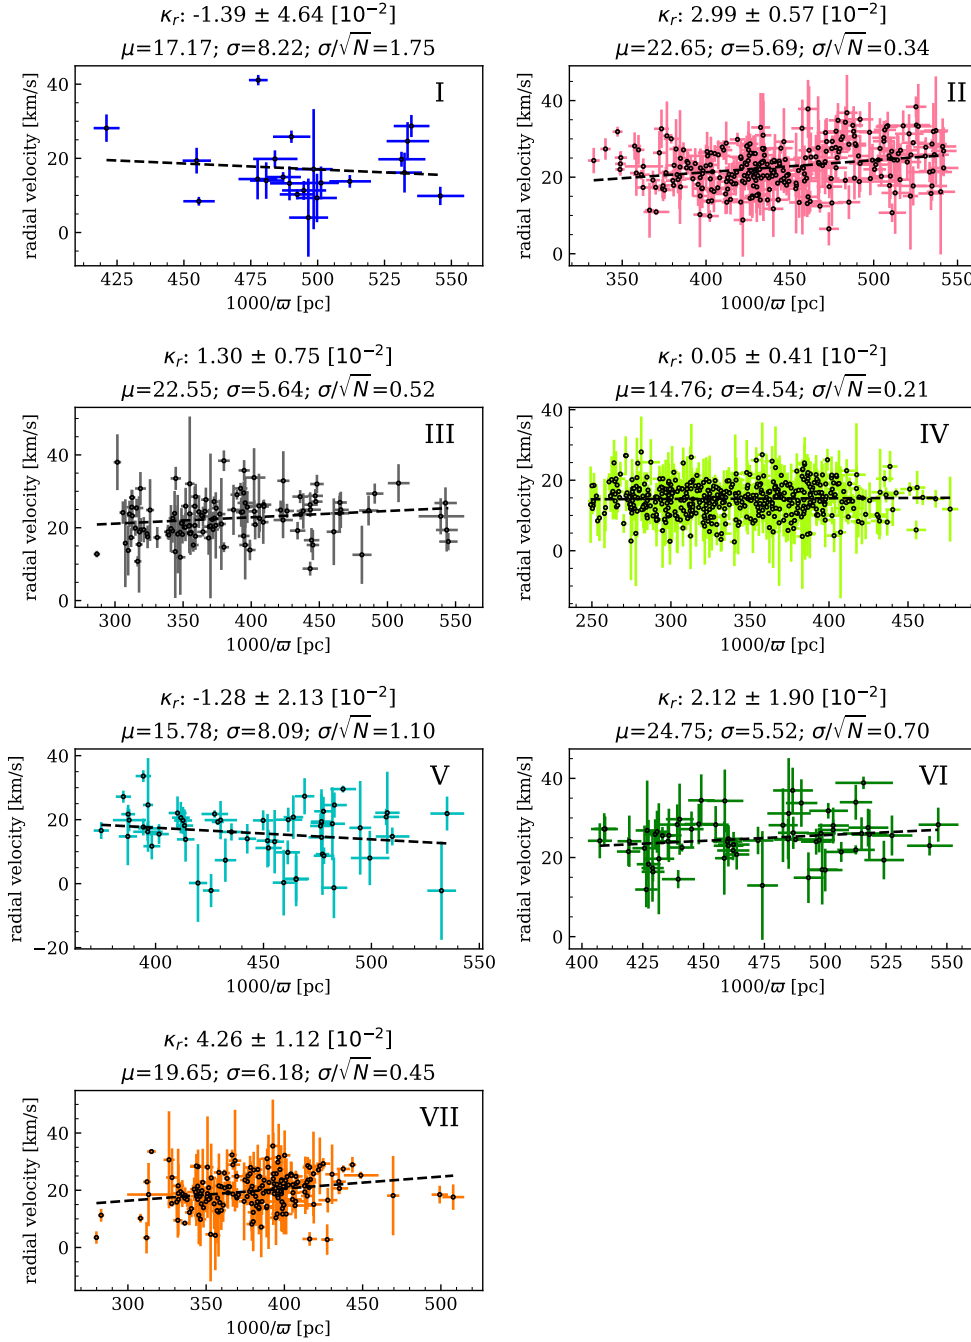 κ_r: -1.39 ± 4.64 [10⁻²]
μ=17.17; σ=8.22; σ/√N=1.75
I
radial velocity [km/s]
40
20
0
425 450 475 500 525 550
1000/ϖ [pc]
κ_r: 2.99 ± 0.57 [10⁻²]
μ=22.65; σ=5.69; σ/√N=0.34
II
radial velocity [km/s]
40
20
0
350 400 450 500 550
1000/ϖ [pc]
κ_r: 1.30 ± 0.75 [10⁻²]
μ=22.55; σ=5.64; σ/√N=0.52
III
radial velocity [km/s]
40
20
0
300 350 400 450 500 550
1000/ϖ [pc]
κ_r: 0.05 ± 0.41 [10⁻²]
μ=14.76; σ=4.54; σ/√N=0.21
IV
radial velocity [km/s]
40
20
0
250 300 350 400 450
1000/ϖ [pc]
κ_r: -1.28 ± 2.13 [10⁻²]
μ=15.78; σ=8.09; σ/√N=1.10
V
radial velocity [km/s]
40
20
0
−20
400 450 500 550
1000/ϖ [pc]
κ_r: 2.12 ± 1.90 [10⁻²]
μ=24.75; σ=5.52; σ/√N=0.70
VI
radial velocity [km/s]
40
20
0
400 425 450 475 500 525 550
1000/ϖ [pc]
κ_r: 4.26 ± 1.12 [10⁻²]
μ=19.65; σ=6.18; σ/√N=0.45
VII
radial velocity [km/s]
40
20
0
300 350 400 450 500
1000/ϖ [pc]